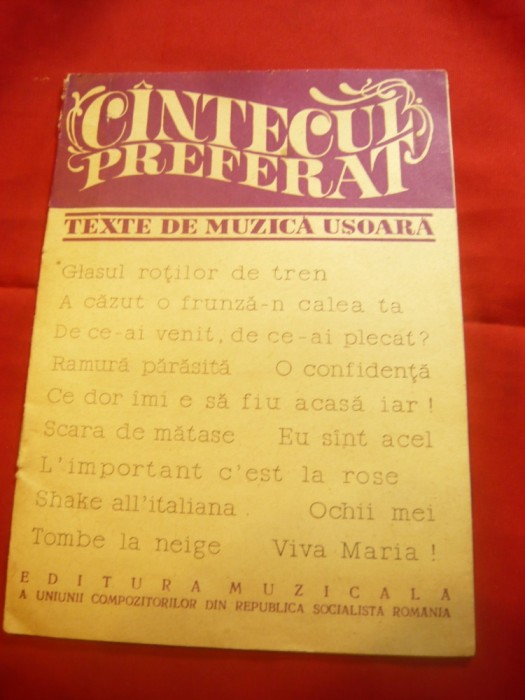 CÎNTECUL
PREFERAT
TEXTE DE MUZICĂ USOARĂ
Glasul roţilor de tren
A căzut o frunză-n calea ta
De ce-ai venit, de ce-ai plecat?
Ramură părăsită O confidenţă
Ce dor îmi e să fiu acasă iar !
Scara de mătase Eu sînt acel
L'important c'est la rose
Shake all'italiana Ochii mei
Tombe la neige Viva Maria !
EDITURA MUZICALA
A UNIUNII COMPOZITORILOR DIN REPUBLICA SOCIALISTA ROMÂNIA